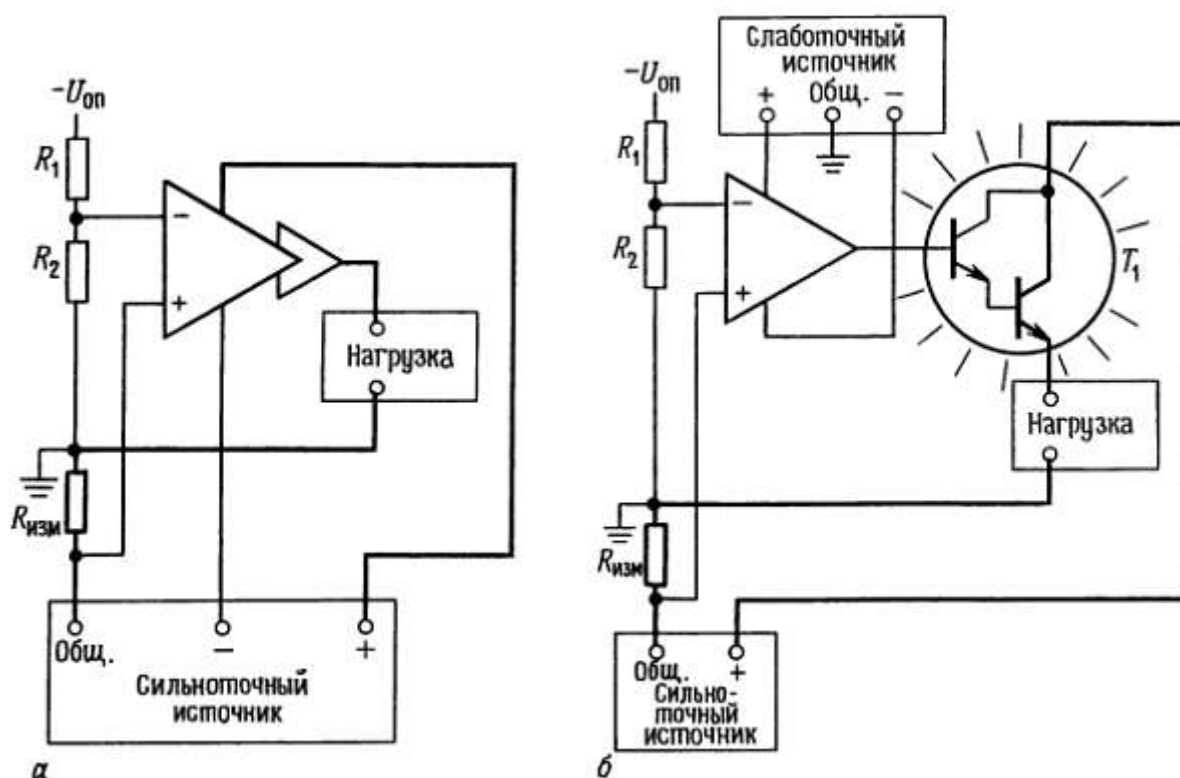 -Uоп
R1
−
R2
+
Нагрузка
Rизм
Общ.
−
+
Сильноточный
источник
а
Слаботочный
источник
+
Общ.
−
-Uоп
R1
−
R2
+
T1
Нагрузка
Rизм
Общ.
+
Сильно-
точный
источник
б